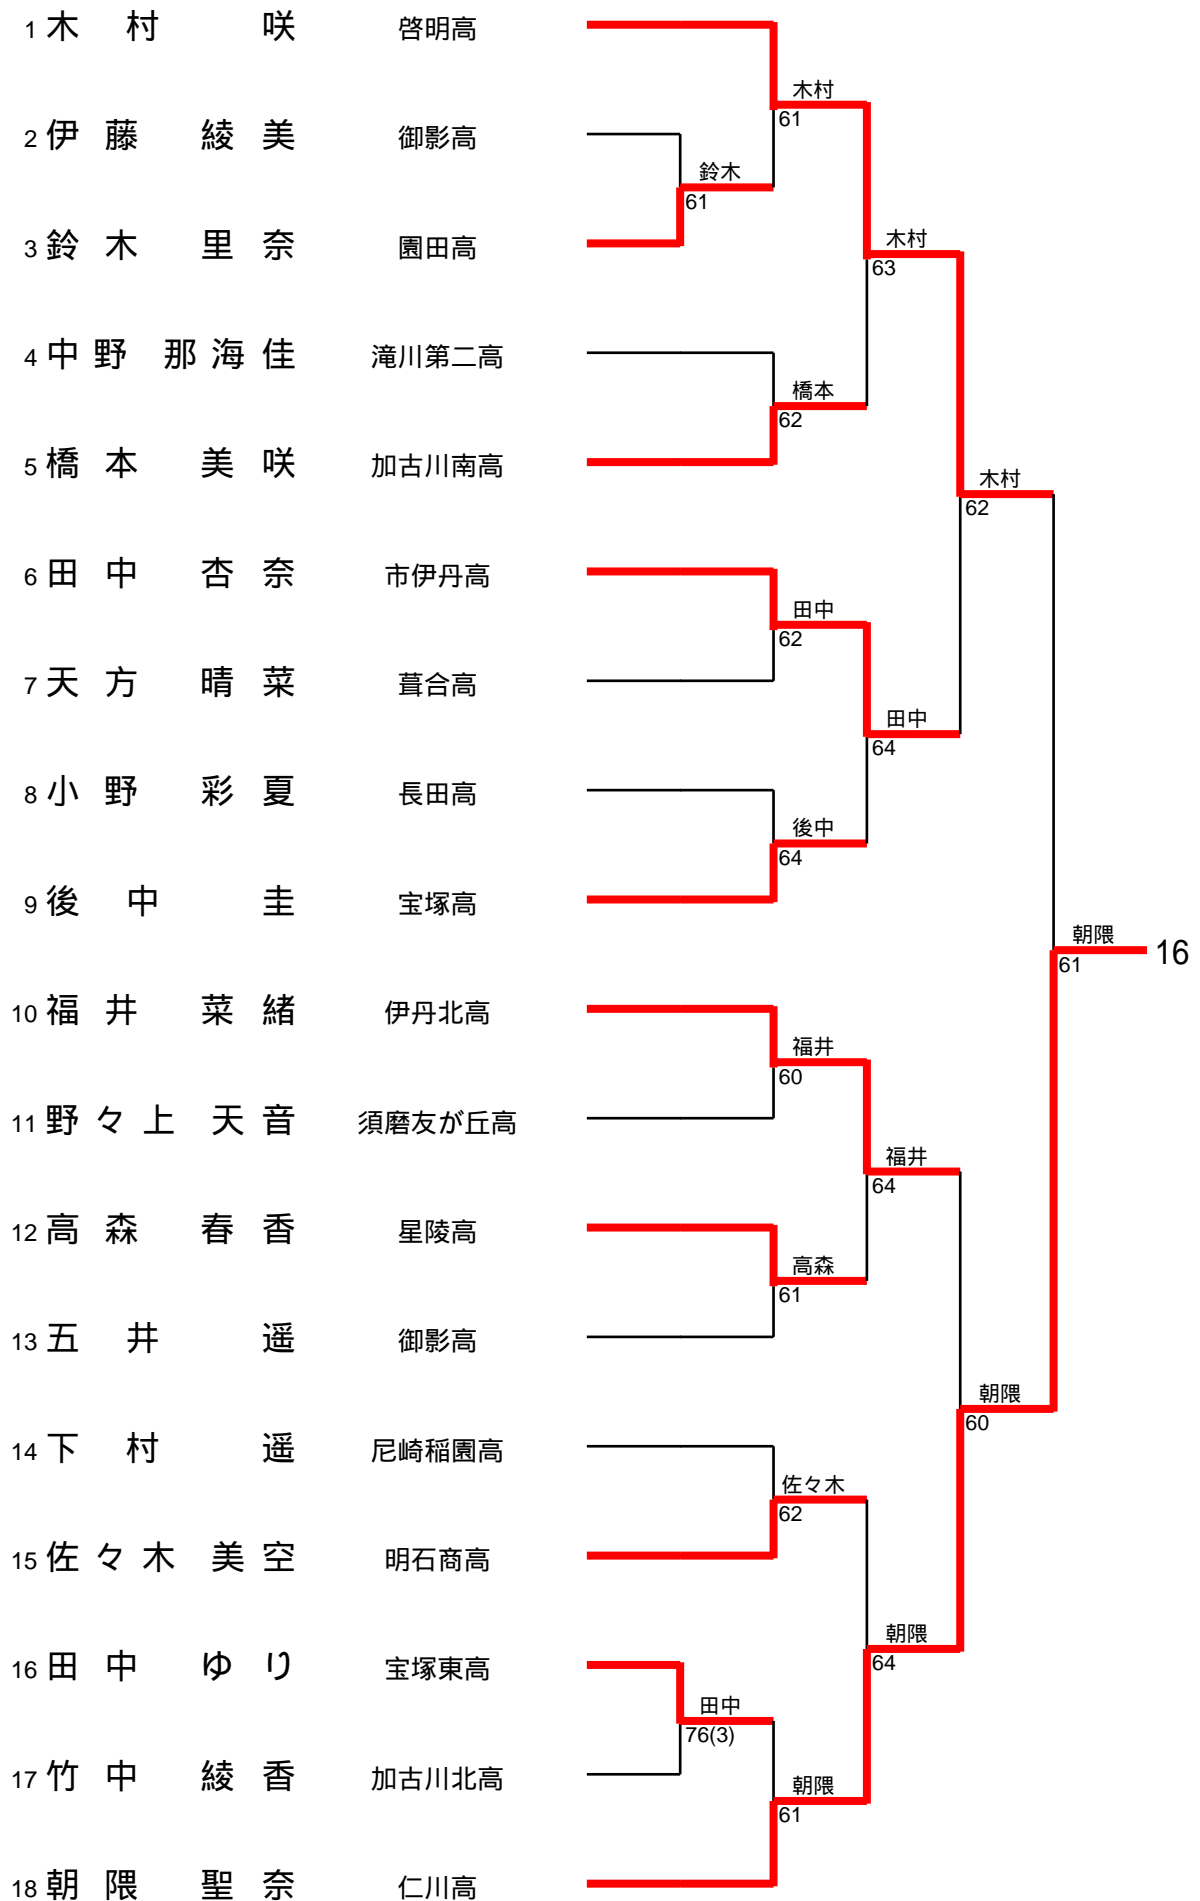 1 木村 咲 啓明高
木村
61
2 伊藤 綾美 御影高
鈴木
61
3 鈴木 里奈 園田高
木村
63
4 中野 那海佳 滝川第二高
橋本
62
5 橋本 美咲 加古川南高
木村
62
6 田中 杏奈 市伊丹高
田中
62
7 天方 晴菜 葺合高
田中
64
8 小野 彩夏 長田高
後中
64
9 後中 圭 宝塚高
朝隈
61
16
10 福井 菜緒 伊丹北高
福井
60
11 野々上 天音 須磨友が丘高
福井
64
12 高森 春香 星陵高
高森
61
13 五井 遥 御影高
朝隈
60
14 下村 遥 尼崎稲園高
佐々木
62
15 佐々木 美空 明石商高
朝隈
64
16 田中 ゆり 宝塚東高
田中
76(3)
17 竹中 綾香 加古川北高
朝隈
61
18 朝隈 聖奈 仁川高